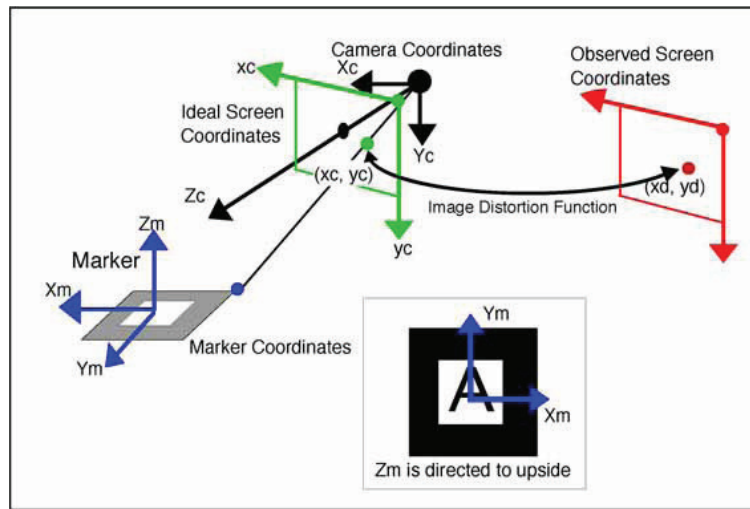 Camera Coordinates
Observed Screen
Coordinates
xc
Xc
Ideal Screen
Coordinates
Yc
(xc, yc)
(xd, yd)
Zc
Image Distortion Function
Zm
yc
Marker
Xm
Marker Coordinates
Ym
Ym
A
Xm
Zm is directed to upside